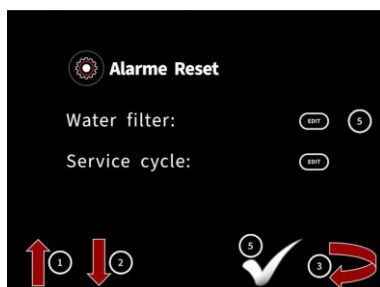 Alarme Reset
Water filter: EDIT 5
Service cycle: EDIT
1 2 5 3